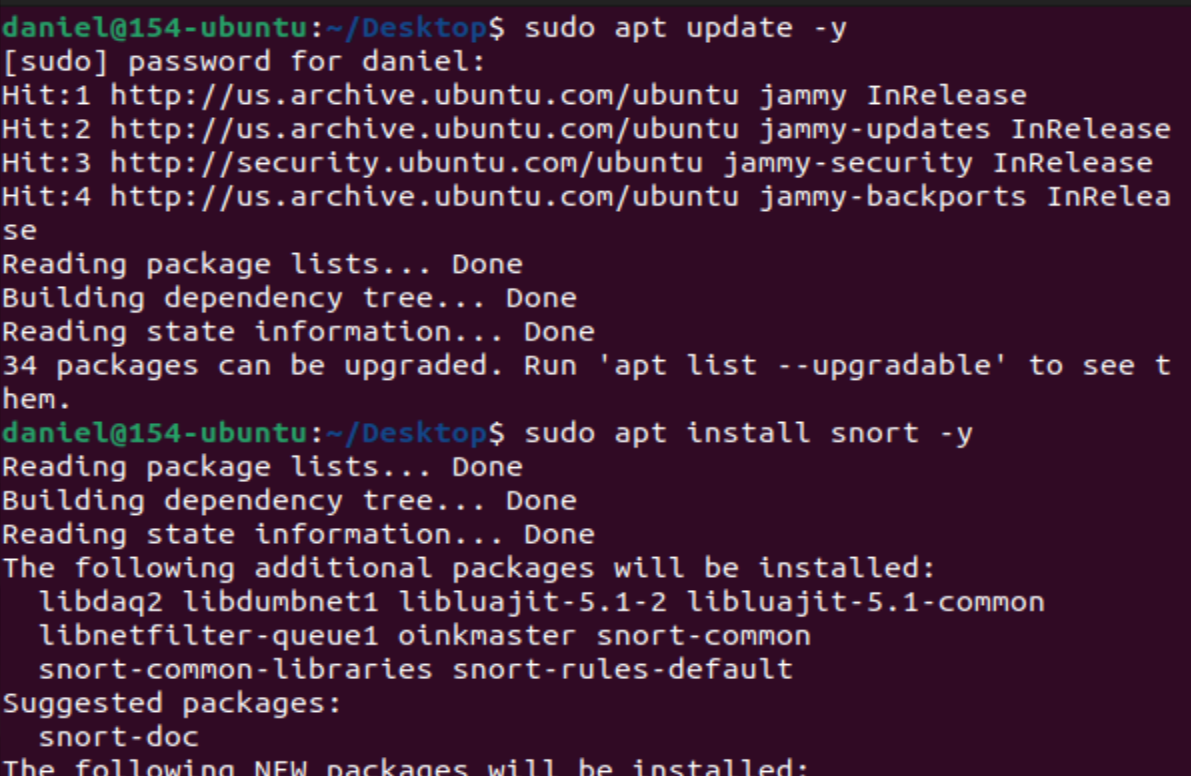 daniel@154-ubuntu:~/Desktop$ sudo apt update -y
[sudo] password for daniel:
Hit:1 http://us.archive.ubuntu.com/ubuntu jammy InRelease
Hit:2 http://us.archive.ubuntu.com/ubuntu jammy-updates InRelease
Hit:3 http://security.ubuntu.com/ubuntu jammy-security InRelease
Hit:4 http://us.archive.ubuntu.com/ubuntu jammy-backports InRelea
se
Reading package lists... Done
Building dependency tree... Done
Reading state information... Done
34 packages can be upgraded. Run 'apt list --upgradable' to see t
hem.
daniel@154-ubuntu:~/Desktop$ sudo apt install snort -y
Reading package lists... Done
Building dependency tree... Done
Reading state information... Done
The following additional packages will be installed:
  libdaq2 libdumbnet1 libluajit-5.1-2 libluajit-5.1-common
  libnetfilter-queue1 oinkmaster snort-common
  snort-common-libraries snort-rules-default
Suggested packages:
  snort-doc
The following NEW packages will be installed: